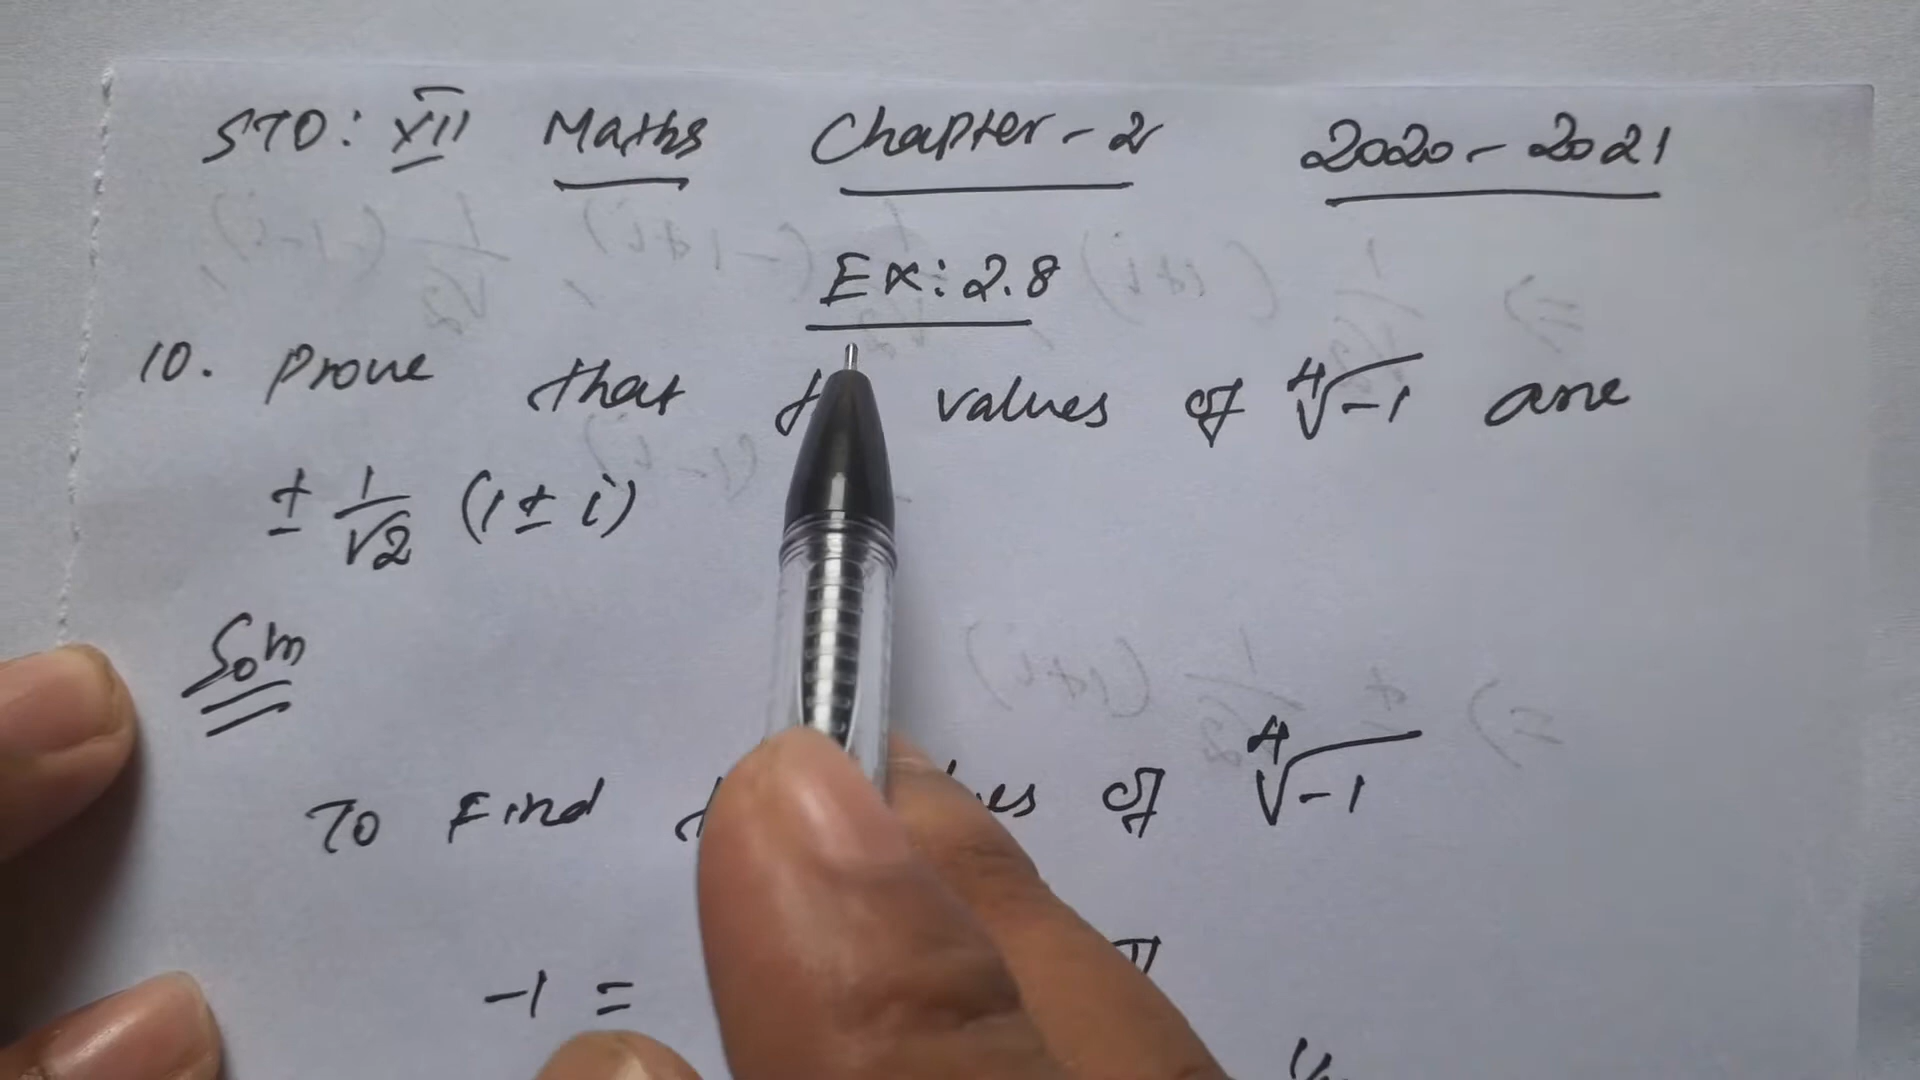 STD: XII Maths Chapter-2 2020-2021
Ex: 2.8
10. Prove that values of ∜-1 are
± 1/√2 (1 ± i)
Soln
To Find of ∜-1
-1 = π